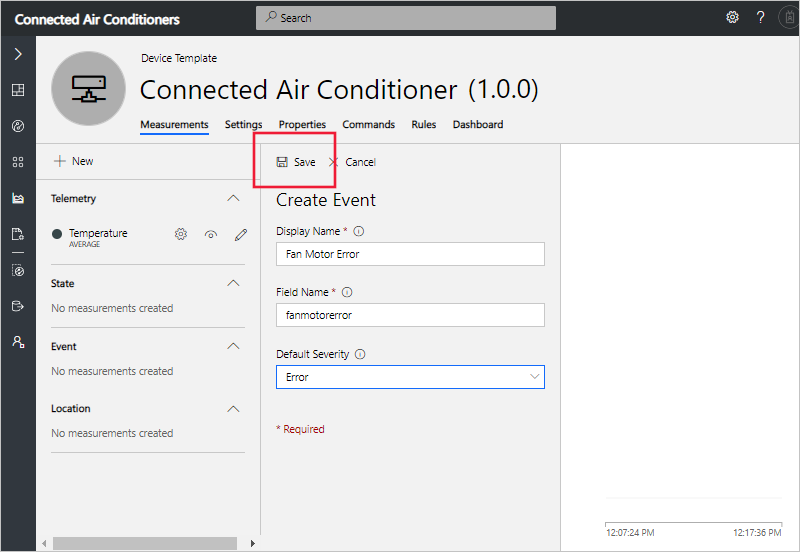 Connected Air Conditioners
Search
?
Device Template
Connected Air Conditioner (1.0.0)
Measurements Settings Properties Commands Rules Dashboard
New
Save Cancel
Telemetry
Temperature
AVERAGE
State
No measurements created
Event
No measurements created
Location
No measurements created
Create Event
Display Name *
Fan Motor Error
Field Name *
fanmotorerror
Default Severity
Error
* Required
12:07:24 PM 12:17:36 PM